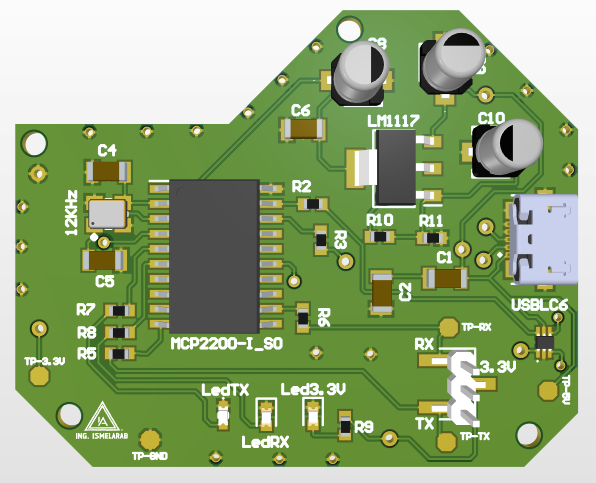 C6
LM1117
C10
C4
12KHz
R2
R3
R10
R11
C5
C1
C2
USBLC6
R7
R8
R5
R6
MCP2200-I_SO
TP-RX
RX
TP-3.3V
3.3V
LedTX
Led3.3V
TP-5V
IA
ING. ISMELARAB
LedRX
R9
TX
TP-TX
TP-GND